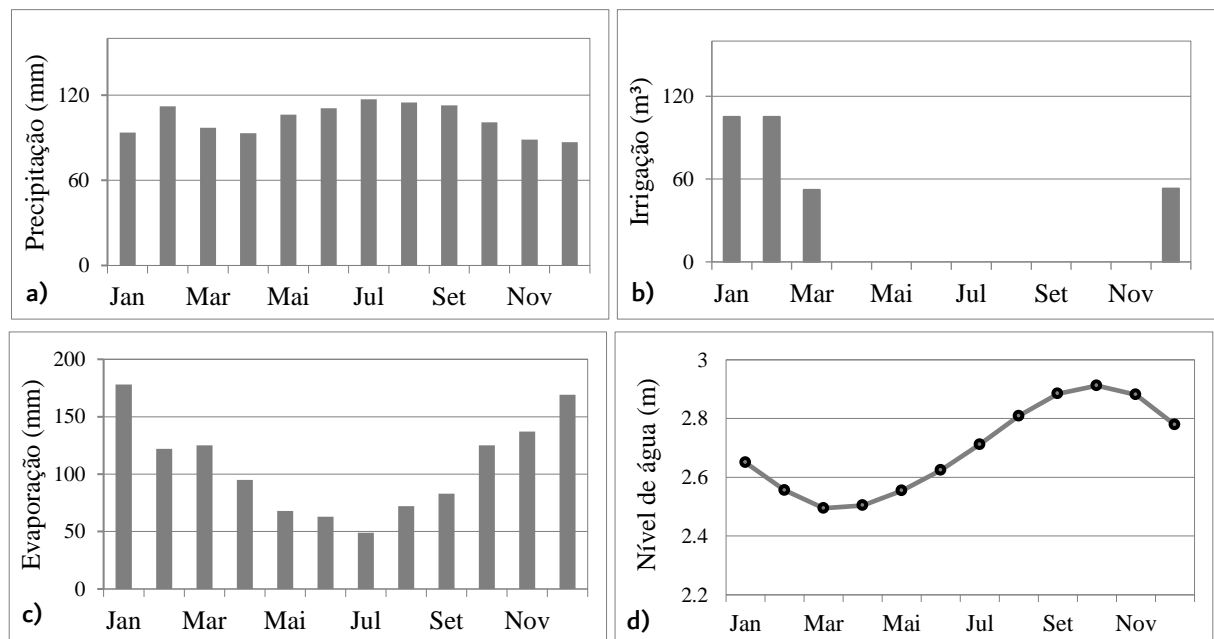 Precipitação (mm)
120
60
0
Jan Mar Mai Jul Set Nov
a)
Irrigação (m³)
120
60
0
Jan Mar Mai Jul Set Nov
b)
Evaporação (mm)
200
150
100
50
0
Jan Mar Mai Jul Set Nov
c)
Nível de água (m)
3
2.8
2.6
2.4
2.2
Jan Mar Mai Jul Set Nov
d)